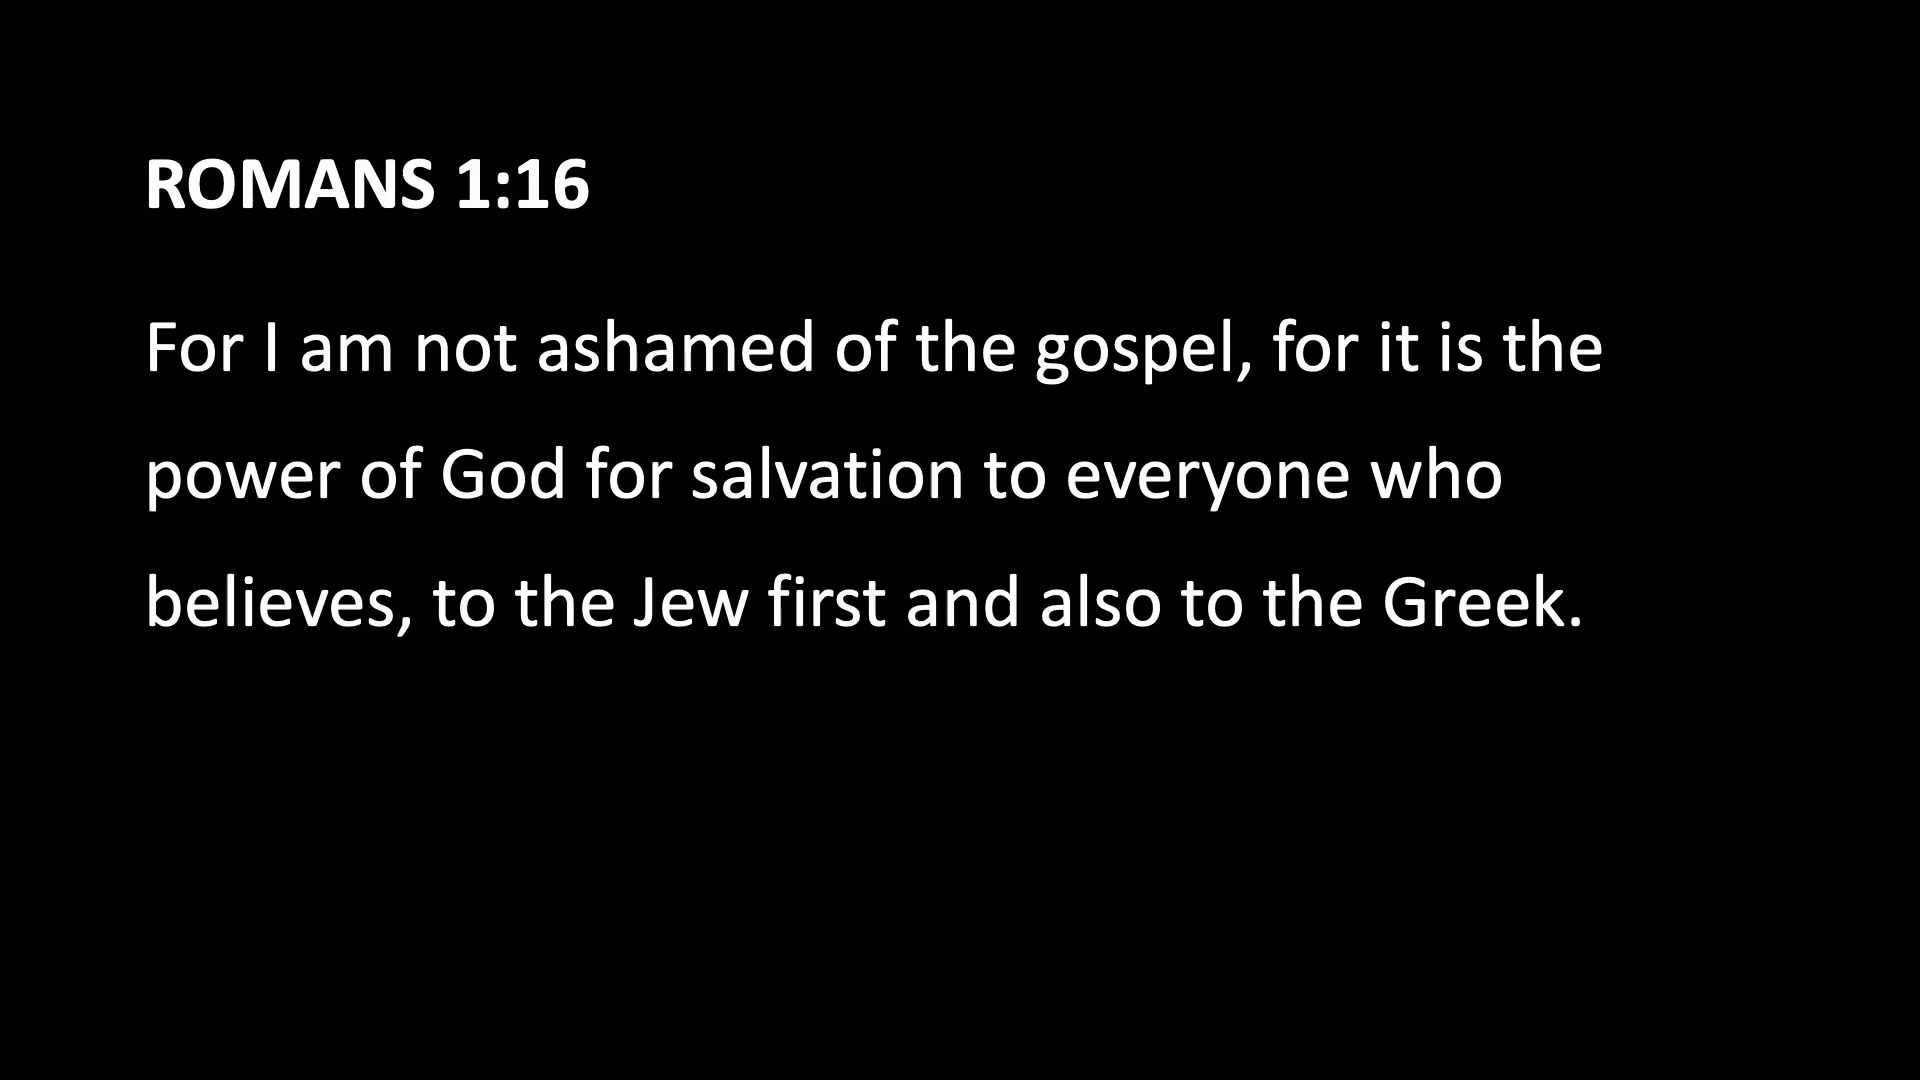 ROMANS 1:16
For I am not ashamed of the gospel, for it is the
power of God for salvation to everyone who
believes, to the Jew first and also to the Greek.